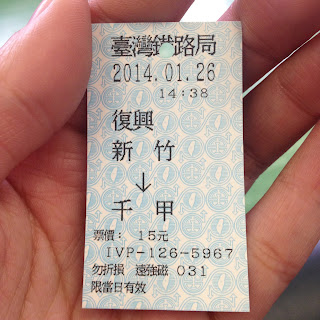 臺灣鐵路局
2014.01.26
14:38
復興
新竹
↓
千甲
票價： 15元
IVP-126-5967
勿折損 遠強磁 031
限當日有效